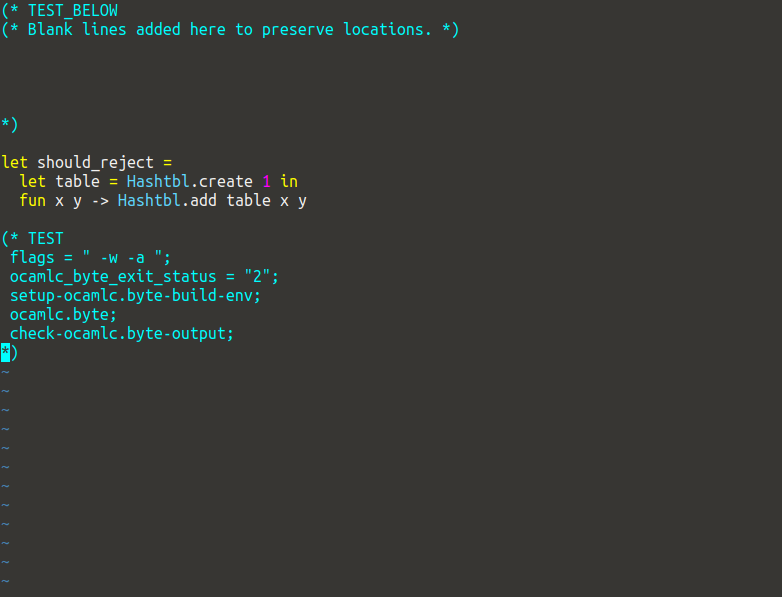 (* TEST_BELOW
(* Blank lines added here to preserve locations. *)
*)
let should_reject =
  let table = Hashtbl.create 1 in
  fun x y -> Hashtbl.add table x y
(* TEST
 flags = " -w -a ";
 ocamlc_byte_exit_status = "2";
 setup-ocamlc.byte-build-env;
 ocamlc.byte;
 check-ocamlc.byte-output;
*)
~
~
~
~
~
~
~
~
~
~
~
~